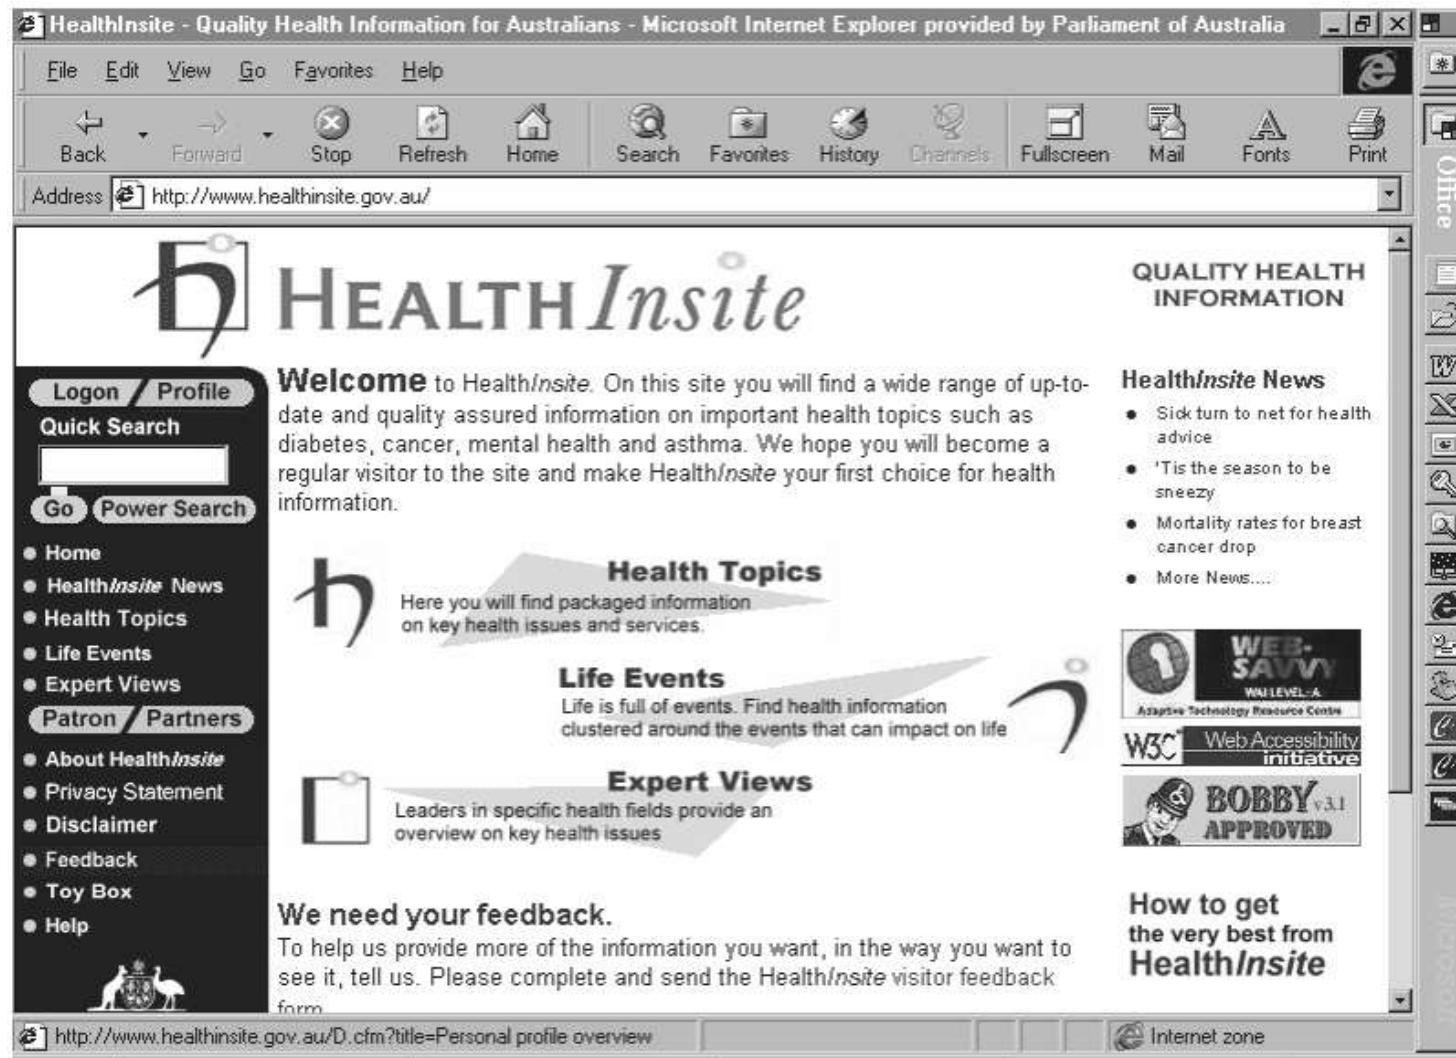 HealthInsite - Quality Health Information for Australians - Microsoft Internet Explorer provided by Parliament of Australia
File Edit View Go Favorites Help
Back Forward Stop Refresh Home Search Favorites History Channels Fullscreen Mail Fonts Print
Address http://www.healthinsite.gov.au/
Office
HEALTHInsite
QUALITY HEALTH
INFORMATION
Logon / Profile
Quick Search
Go Power Search
Home
HealthInsite News
Health Topics
Life Events
Expert Views
Patron / Partners
About HealthInsite
Privacy Statement
Disclaimer
Feedback
Toy Box
Help
Welcome to HealthInsite. On this site you will find a wide range of up-to-
date and quality assured information on important health topics such as
diabetes, cancer, mental health and asthma. We hope you will become a
regular visitor to the site and make HealthInsite your first choice for health
information.
Health Topics
Here you will find packaged information
on key health issues and services.
Life Events
Life is full of events. Find health information
clustered around the events that can impact on life
Expert Views
Leaders in specific health fields provide an
overview on key health issues
We need your feedback.
To help us provide more of the information you want, in the way you want to
see it, tell us. Please complete and send the HealthInsite visitor feedback
form
HealthInsite News
Sick turn to net for health
advice
'Tis the season to be
sneezy
Mortality rates for breast
cancer drop
More News....
WEB-
SAVVY
WAI LEVEL-A
Adaptive Technology Resource Centre
W3C Web Accessibility
initiative
BOBBY v3.1
APPROVED
How to get
the very best from
HealthInsite
http://www.healthinsite.gov.au/D.cfm?title=Personal profile overview
Internet zone